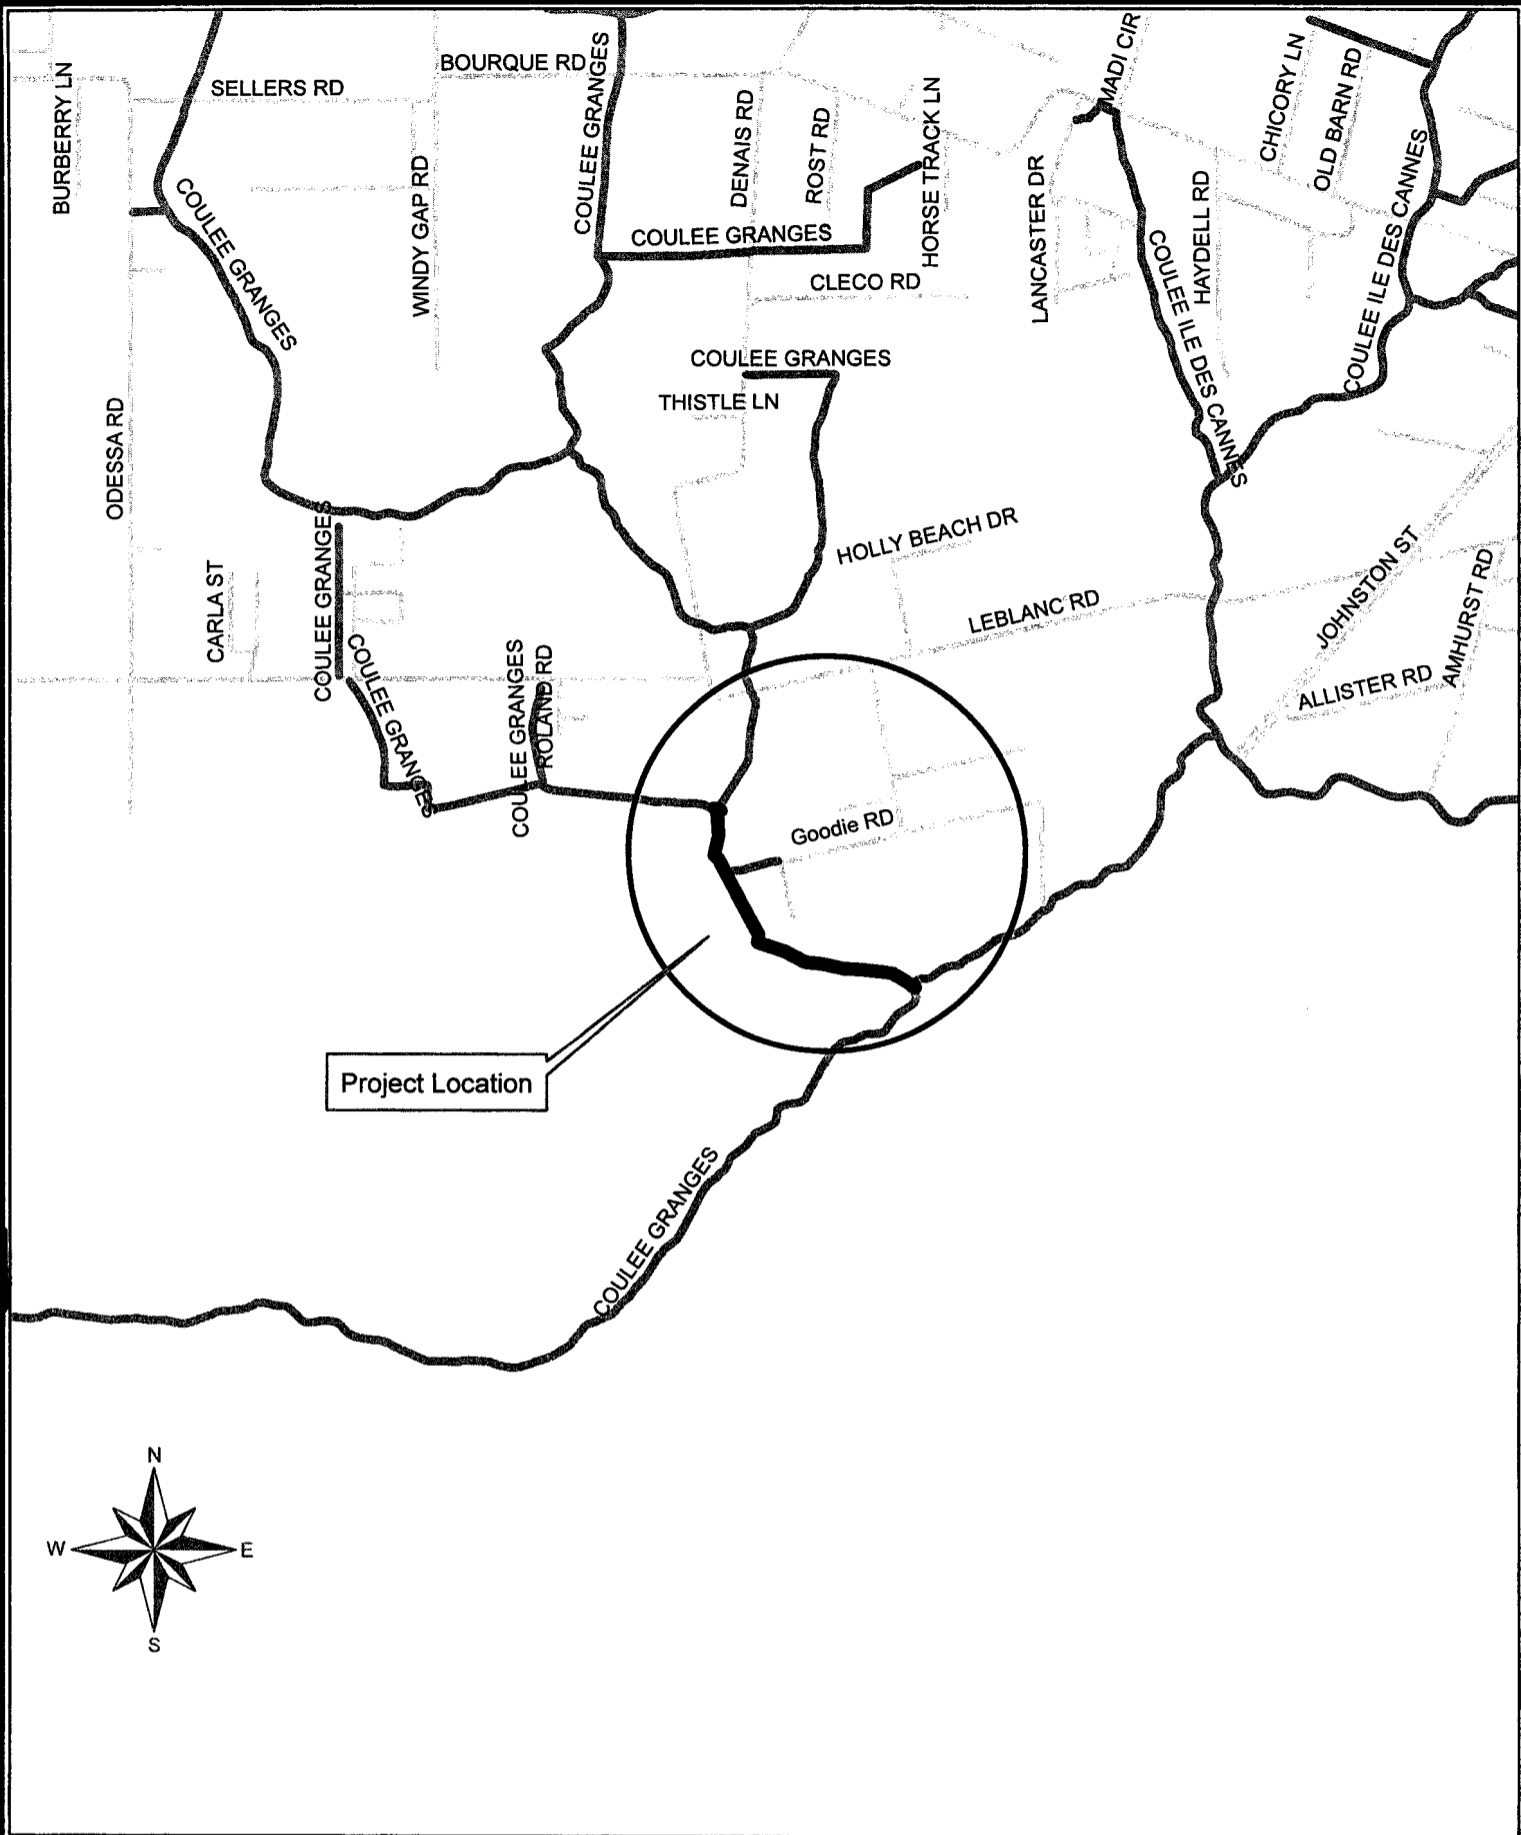 BURBERRY LN
SELLERS RD
BOURQUE RD
COULEE GRANGES
MADI CIR
CHICORY LN
OLD BARN RD
DENAIS RD
ROST RD
HORSE TRACK LN
COULEE GRANGES
WINDY GAP RD
COULEE GRANGES
LANCASTER DR
HAYDELL RD
COULEE ILE DES CANNES
COULEE ILE DES CANNES
CLECO RD
COULEE GRANGES
THISTLE LN
ODESSA RD
HOLLY BEACH DR
LEBLANC RD
JOHNSTON ST
AMHURST RD
ALLISTER RD
CARLA ST
COULEE GRANGES
COULEE GRANGES
COULEE GRANGES
ROLAND RD
Goodie RD
Project Location
COULEE GRANGES
N
W
E
S